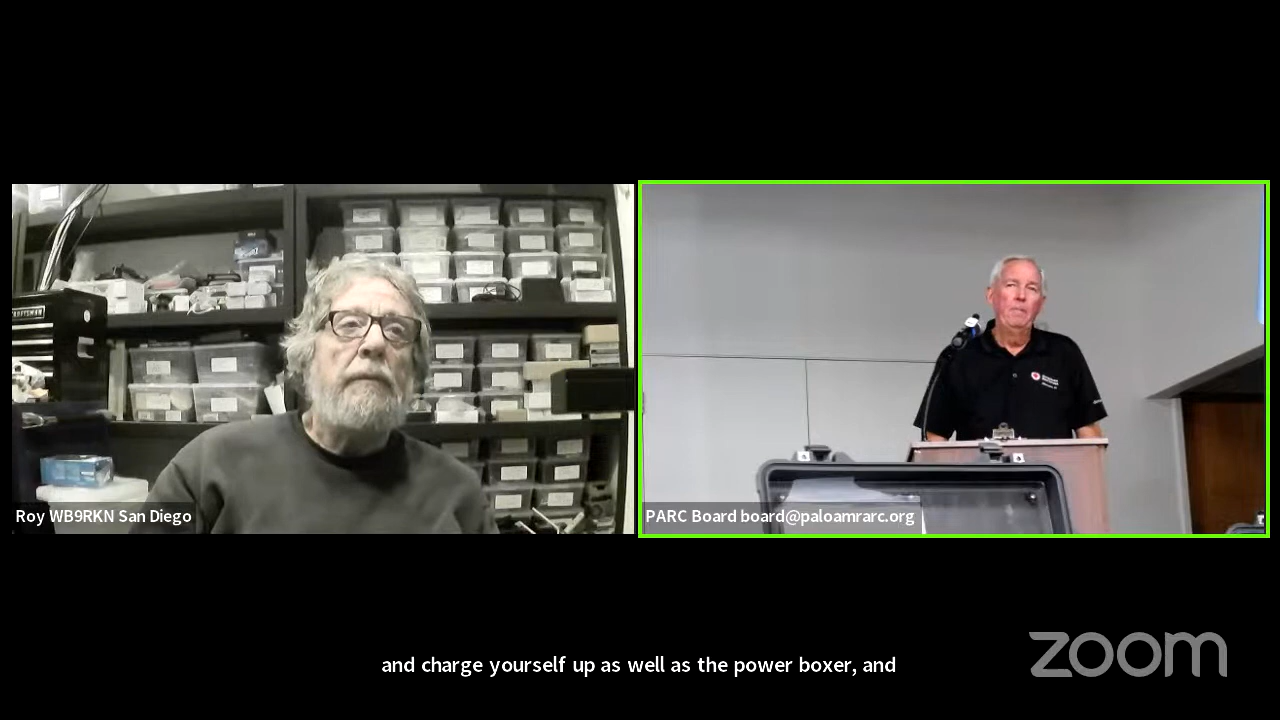 CRAFTSMAN
Roy WB9RKN San Diego
PARC Board board@paloamrarc.org
and charge yourself up as well as the power boxer, and
zoom